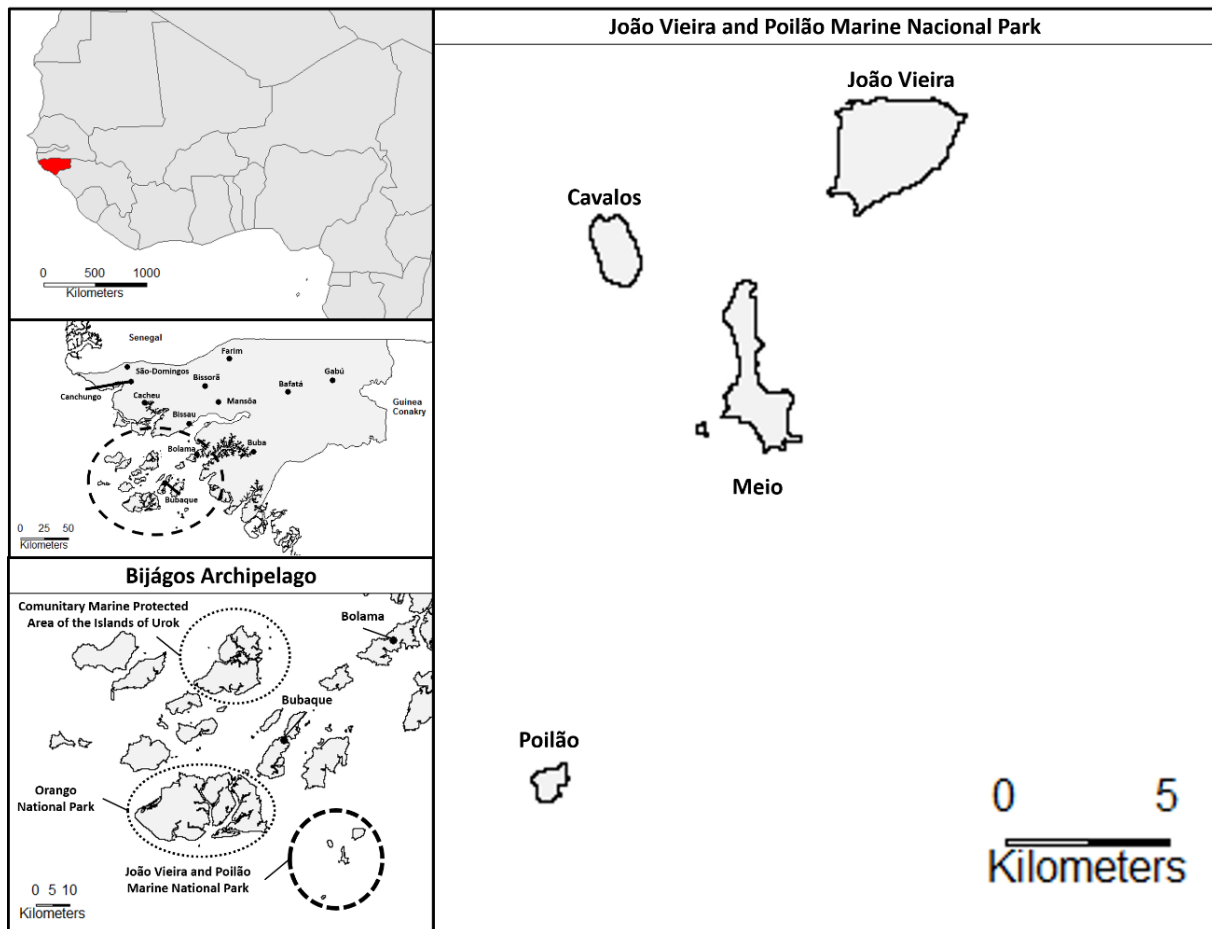 0 500 1000
Kilometers
Senegal
Farim
São-Domingos
Bissorã
Gabú
Bafatá
Canchungo
Cacheu
Mansôa
Guinea
Conakry
Bissau
Bolama
Buba
Bubaque
0 25 50
Kilometers
Bijágos Archipelago
Comunitary Marine Protected
Area of the Islands of Urok
Bolama
Bubaque
Orango
National Park
João Vieira and Poilão
Marine National Park
0 5 10
Kilometers
João Vieira and Poilão Marine Nacional Park
João Vieira
Cavalos
Meio
Poilão
0 5
Kilometers